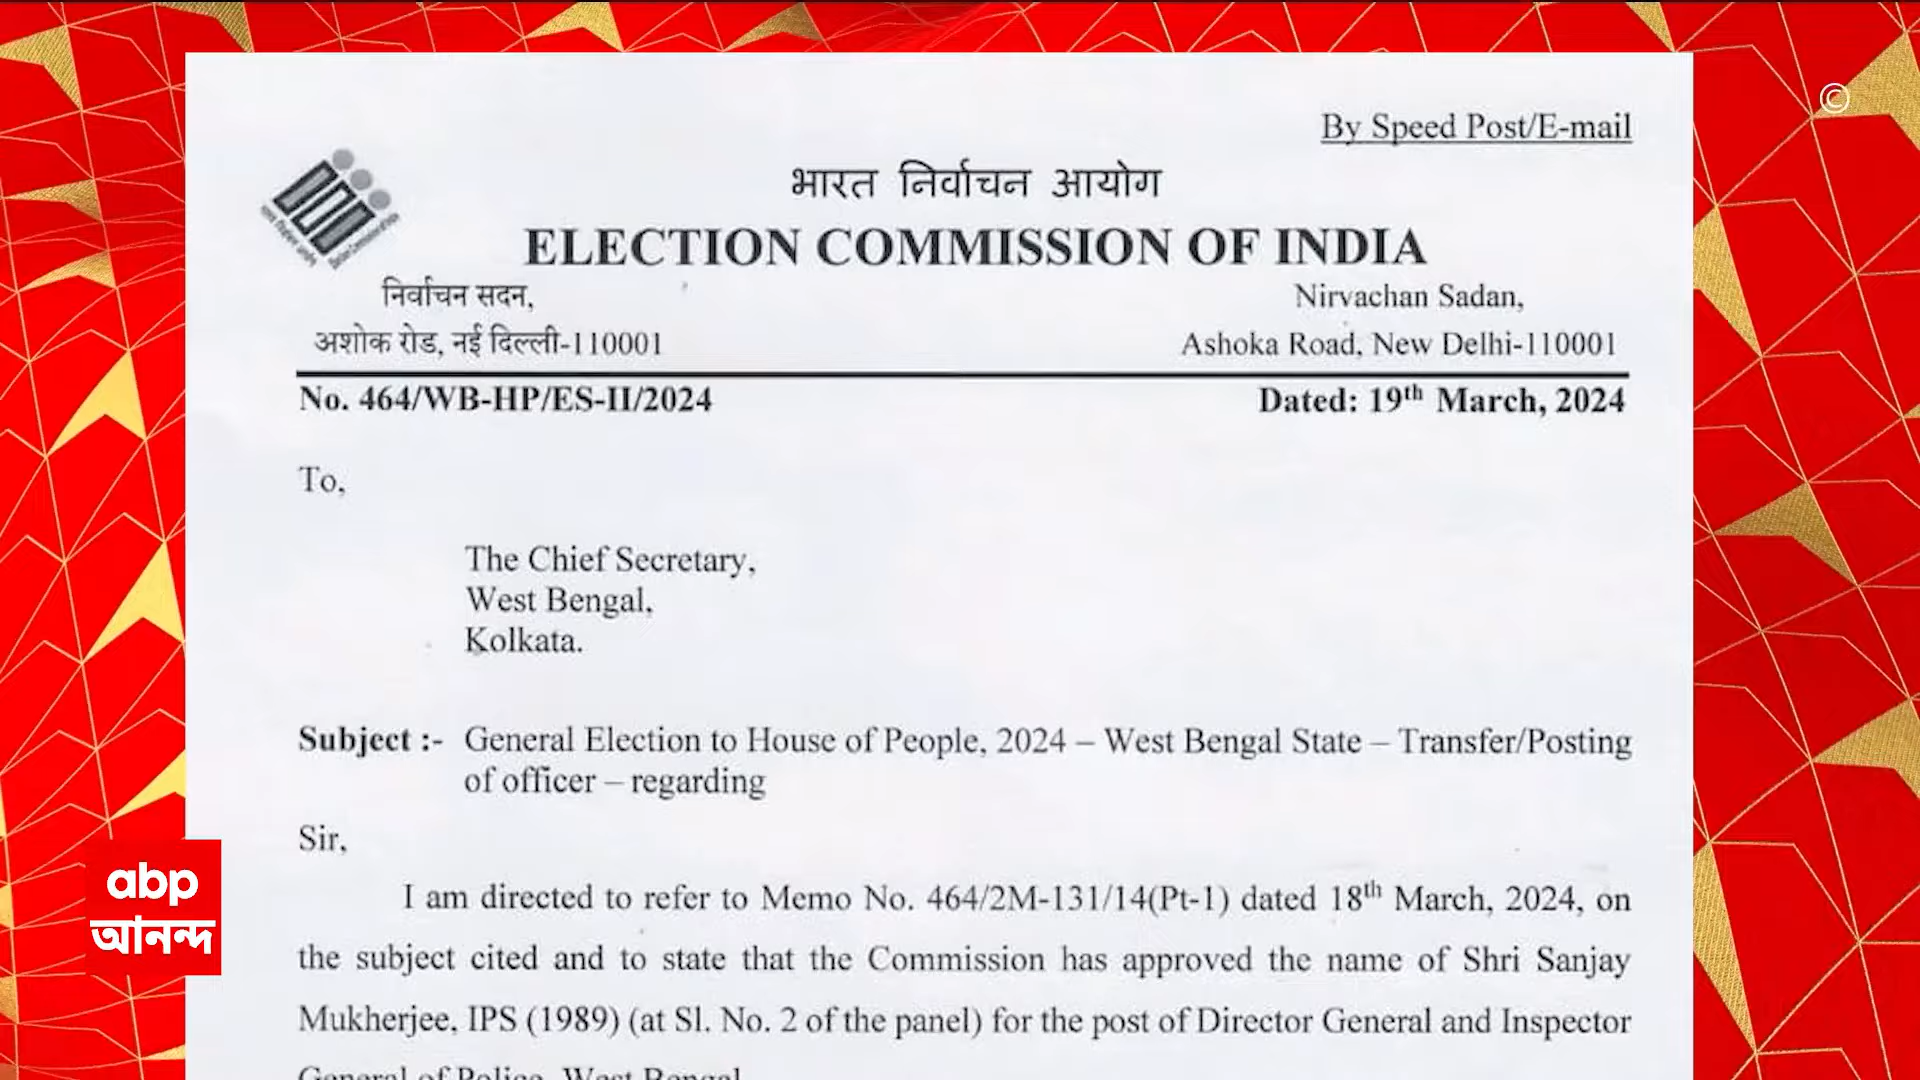 ©
By Speed Post/E-mail
भारत निर्वाचन आयोग
ELECTION COMMISSION OF INDIA
निर्वाचन सदन,
अशोक रोड, नई दिल्ली-110001
Nirvachan Sadan,
Ashoka Road, New Delhi-110001
No. 464/WB-HP/ES-II/2024
Dated: 19th March, 2024
To,
The Chief Secretary,
West Bengal,
Kolkata.
Subject :- General Election to House of People, 2024 – West Bengal State – Transfer/Posting
of officer – regarding
Sir,
I am directed to refer to Memo No. 464/2M-131/14(Pt-1) dated 18th March, 2024, on
the subject cited and to state that the Commission has approved the name of Shri Sanjay
Mukherjee, IPS (1989) (at Sl. No. 2 of the panel) for the post of Director General and Inspector
General of Police, West Bengal
abp
আনন্দ